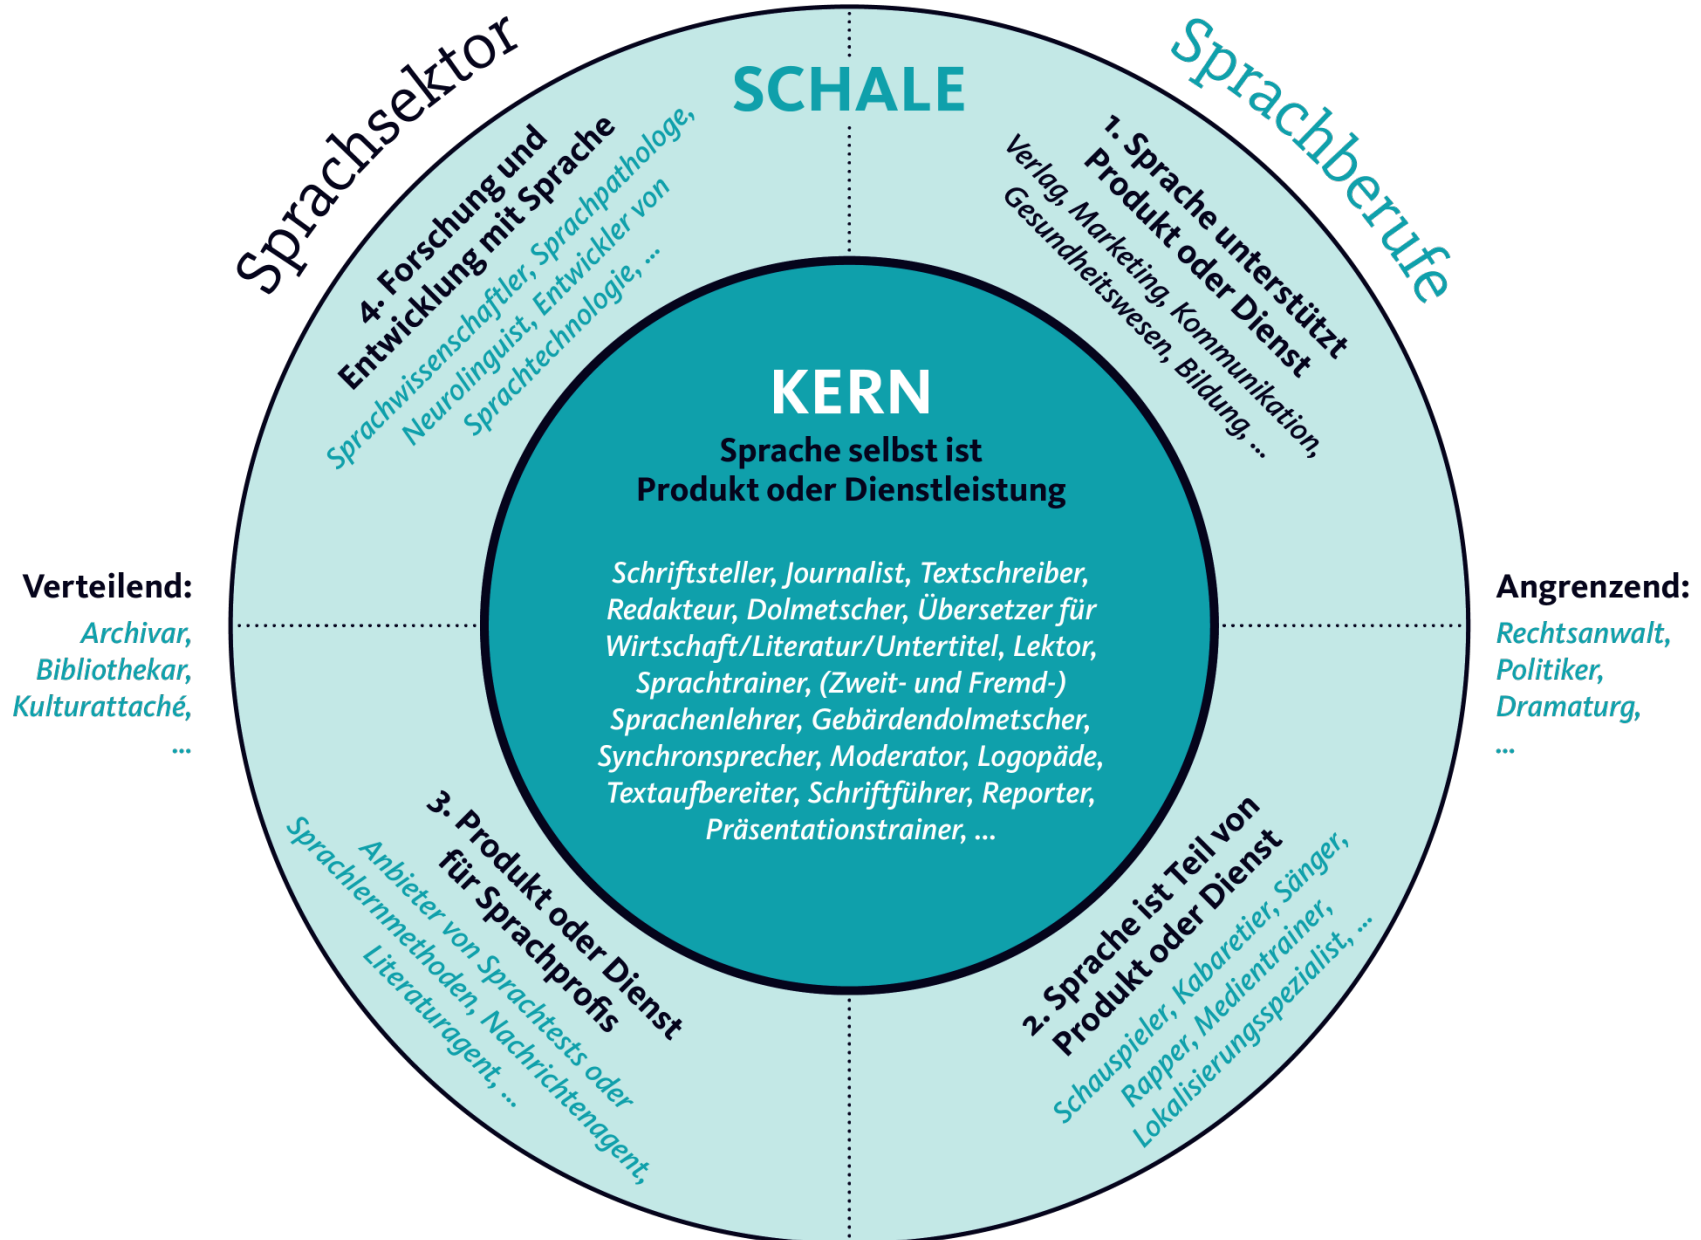 Sprachsektor
Sprachberufe
SCHALE
1. Sprache unterstützt
Produkt oder Dienst
Verlag, Marketing, Kommunikation,
Gesundheitswesen, Bildung, ...
4. Forschung und
Entwicklung mit Sprache
Sprachwissenschaftler, Sprachpathologe,
Neurolinguist, Entwickler von
Sprachtechnologie, ...
KERN
Sprache selbst ist
Produkt oder Dienstleistung
Schriftsteller, Journalist, Textschreiber,
Redakteur, Dolmetscher, Übersetzer für
Wirtschaft/Literatur/Untertitel, Lektor,
Sprachtrainer, (Zweit- und Fremd-)
Sprachenlehrer, Gebärdendolmetscher,
Synchronsprecher, Moderator, Logopäde,
Textaufbereiter, Schriftführer, Reporter,
Präsentationstrainer, ...
Verteilend:
Archivar,
Bibliothekar,
Kulturattaché,
...
Angrenzend:
Rechtsanwalt,
Politiker,
Dramaturg,
...
3. Produkt oder Dienst
für Sprachprofis
Anbieter von Sprachtests oder
Sprachlernmethoden, Nachrichtenagent,
Literaturagent, ...
2. Sprache ist Teil von
Produkt oder Dienst
Schauspieler, Kabaretier, Sänger,
Rapper, Medientrainer,
Lokalisierungsspezialist, ...